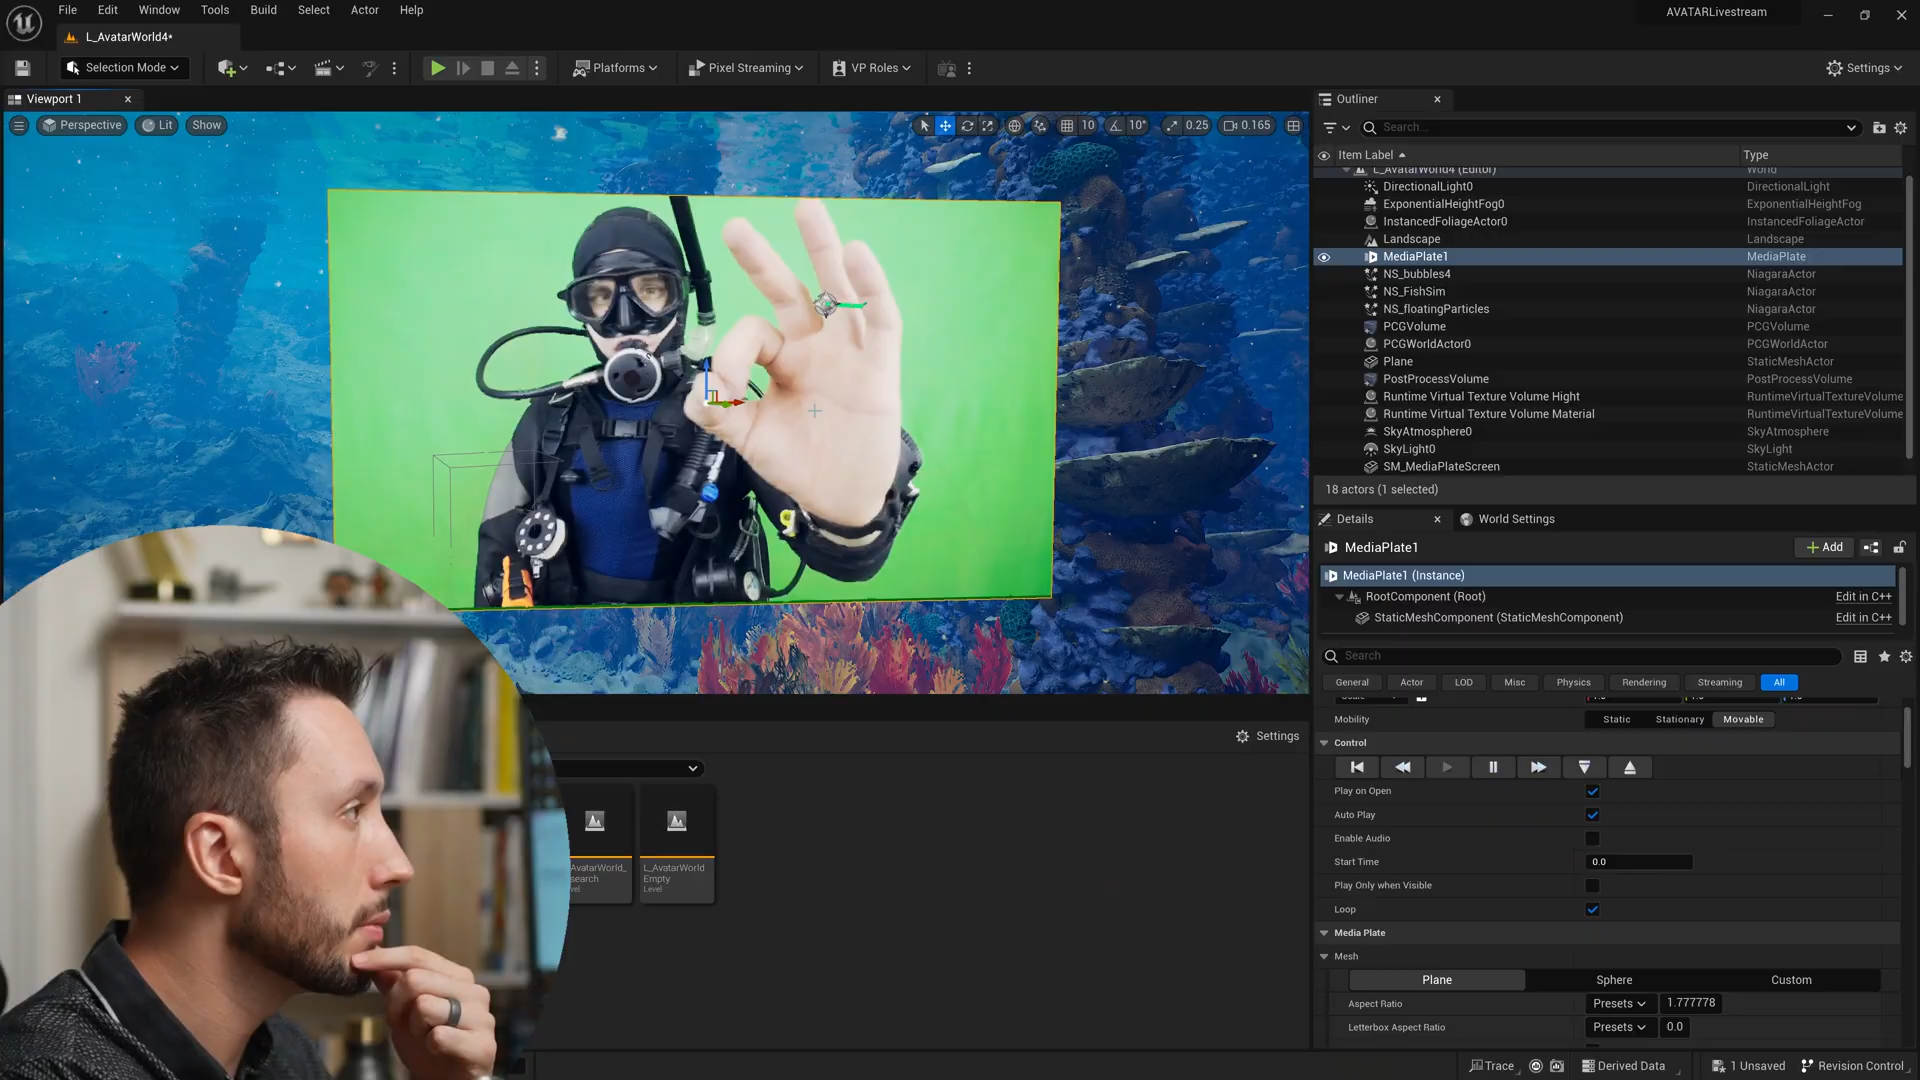 File Edit Window Tools Build Select Actor Help
AVATARLivestream
L_AvatarWorld4*
Selection Mode
Platforms
Pixel Streaming
VP Roles
Settings
Viewport 1
Perspective
Lit
Show
10
10°
0.25
0.165
Outliner
Search...
Item Label
Type
L_AvatarWorld4 (Editor) World
DirectionalLight0 DirectionalLight
ExponentialHeightFog0 ExponentialHeightFog
InstancedFoliageActor0 InstancedFoliageActor
Landscape Landscape
MediaPlate1 MediaPlate
NS_bubbles4 NiagaraActor
NS_FishSim NiagaraActor
NS_floatingParticles NiagaraActor
PCGVolume PCGVolume
PCGWorldActor0 PCGWorldActor
Plane StaticMeshActor
PostProcessVolume PostProcessVolume
Runtime Virtual Texture Volume Hight RuntimeVirtualTextureVolume
Runtime Virtual Texture Volume Material RuntimeVirtualTextureVolume
SkyAtmosphere0 SkyAtmosphere
SkyLight0 SkyLight
SM_MediaPlateScreen StaticMeshActor
18 actors (1 selected)
Details
World Settings
MediaPlate1
Add
MediaPlate1 (Instance)
RootComponent (Root) Edit in C++
StaticMeshComponent (StaticMeshComponent) Edit in C++
Search
General Actor LOD Misc Physics Rendering Streaming All
Mobility Static Stationary Movable
Control
Play on Open
Auto Play
Enable Audio
Start Time 0.0
Play Only when Visible
Loop
Media Plate
Mesh
Plane Sphere Custom
Aspect Ratio Presets 1.777778
Letterbox Aspect Ratio Presets 0.0
Settings
AvatarWorld_
search
vel
L_AvatarWorld
Empty
Level
Trace
Derived Data
1 Unsaved
Revision Control